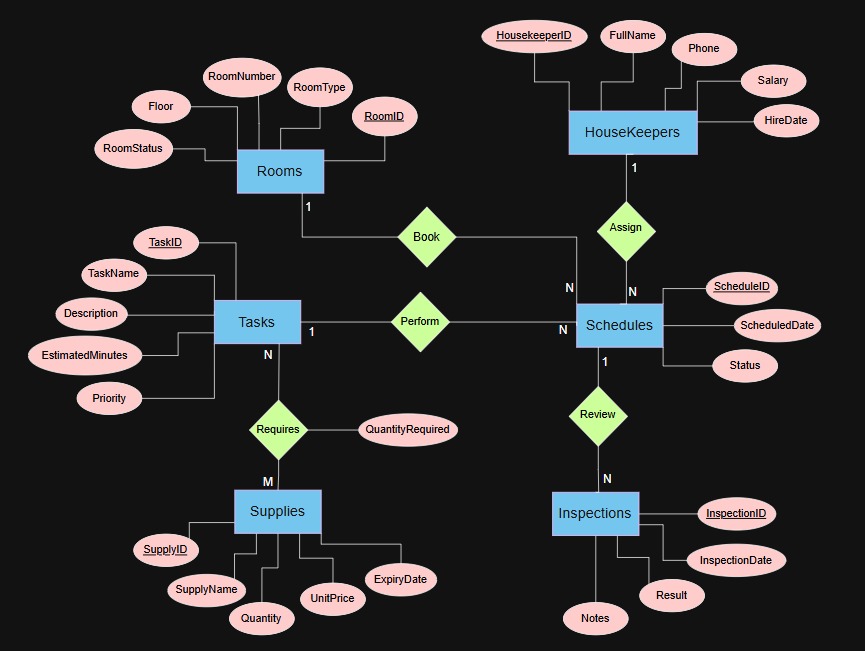 HousekeeperID
FullName
Phone
Salary
HireDate
HouseKeepers
RoomNumber
RoomType
Floor
RoomID
RoomStatus
Rooms
1
1
Book
Assign
N
N
TaskID
TaskName
Description
EstimatedMinutes
Priority
Tasks
1
Perform
N
Schedules
ScheduleID
ScheduledDate
Status
N
1
Requires
QuantityRequired
Review
M
N
Supplies
SupplyID
SupplyName
Quantity
UnitPrice
ExpiryDate
Inspections
InspectionID
InspectionDate
Result
Notes